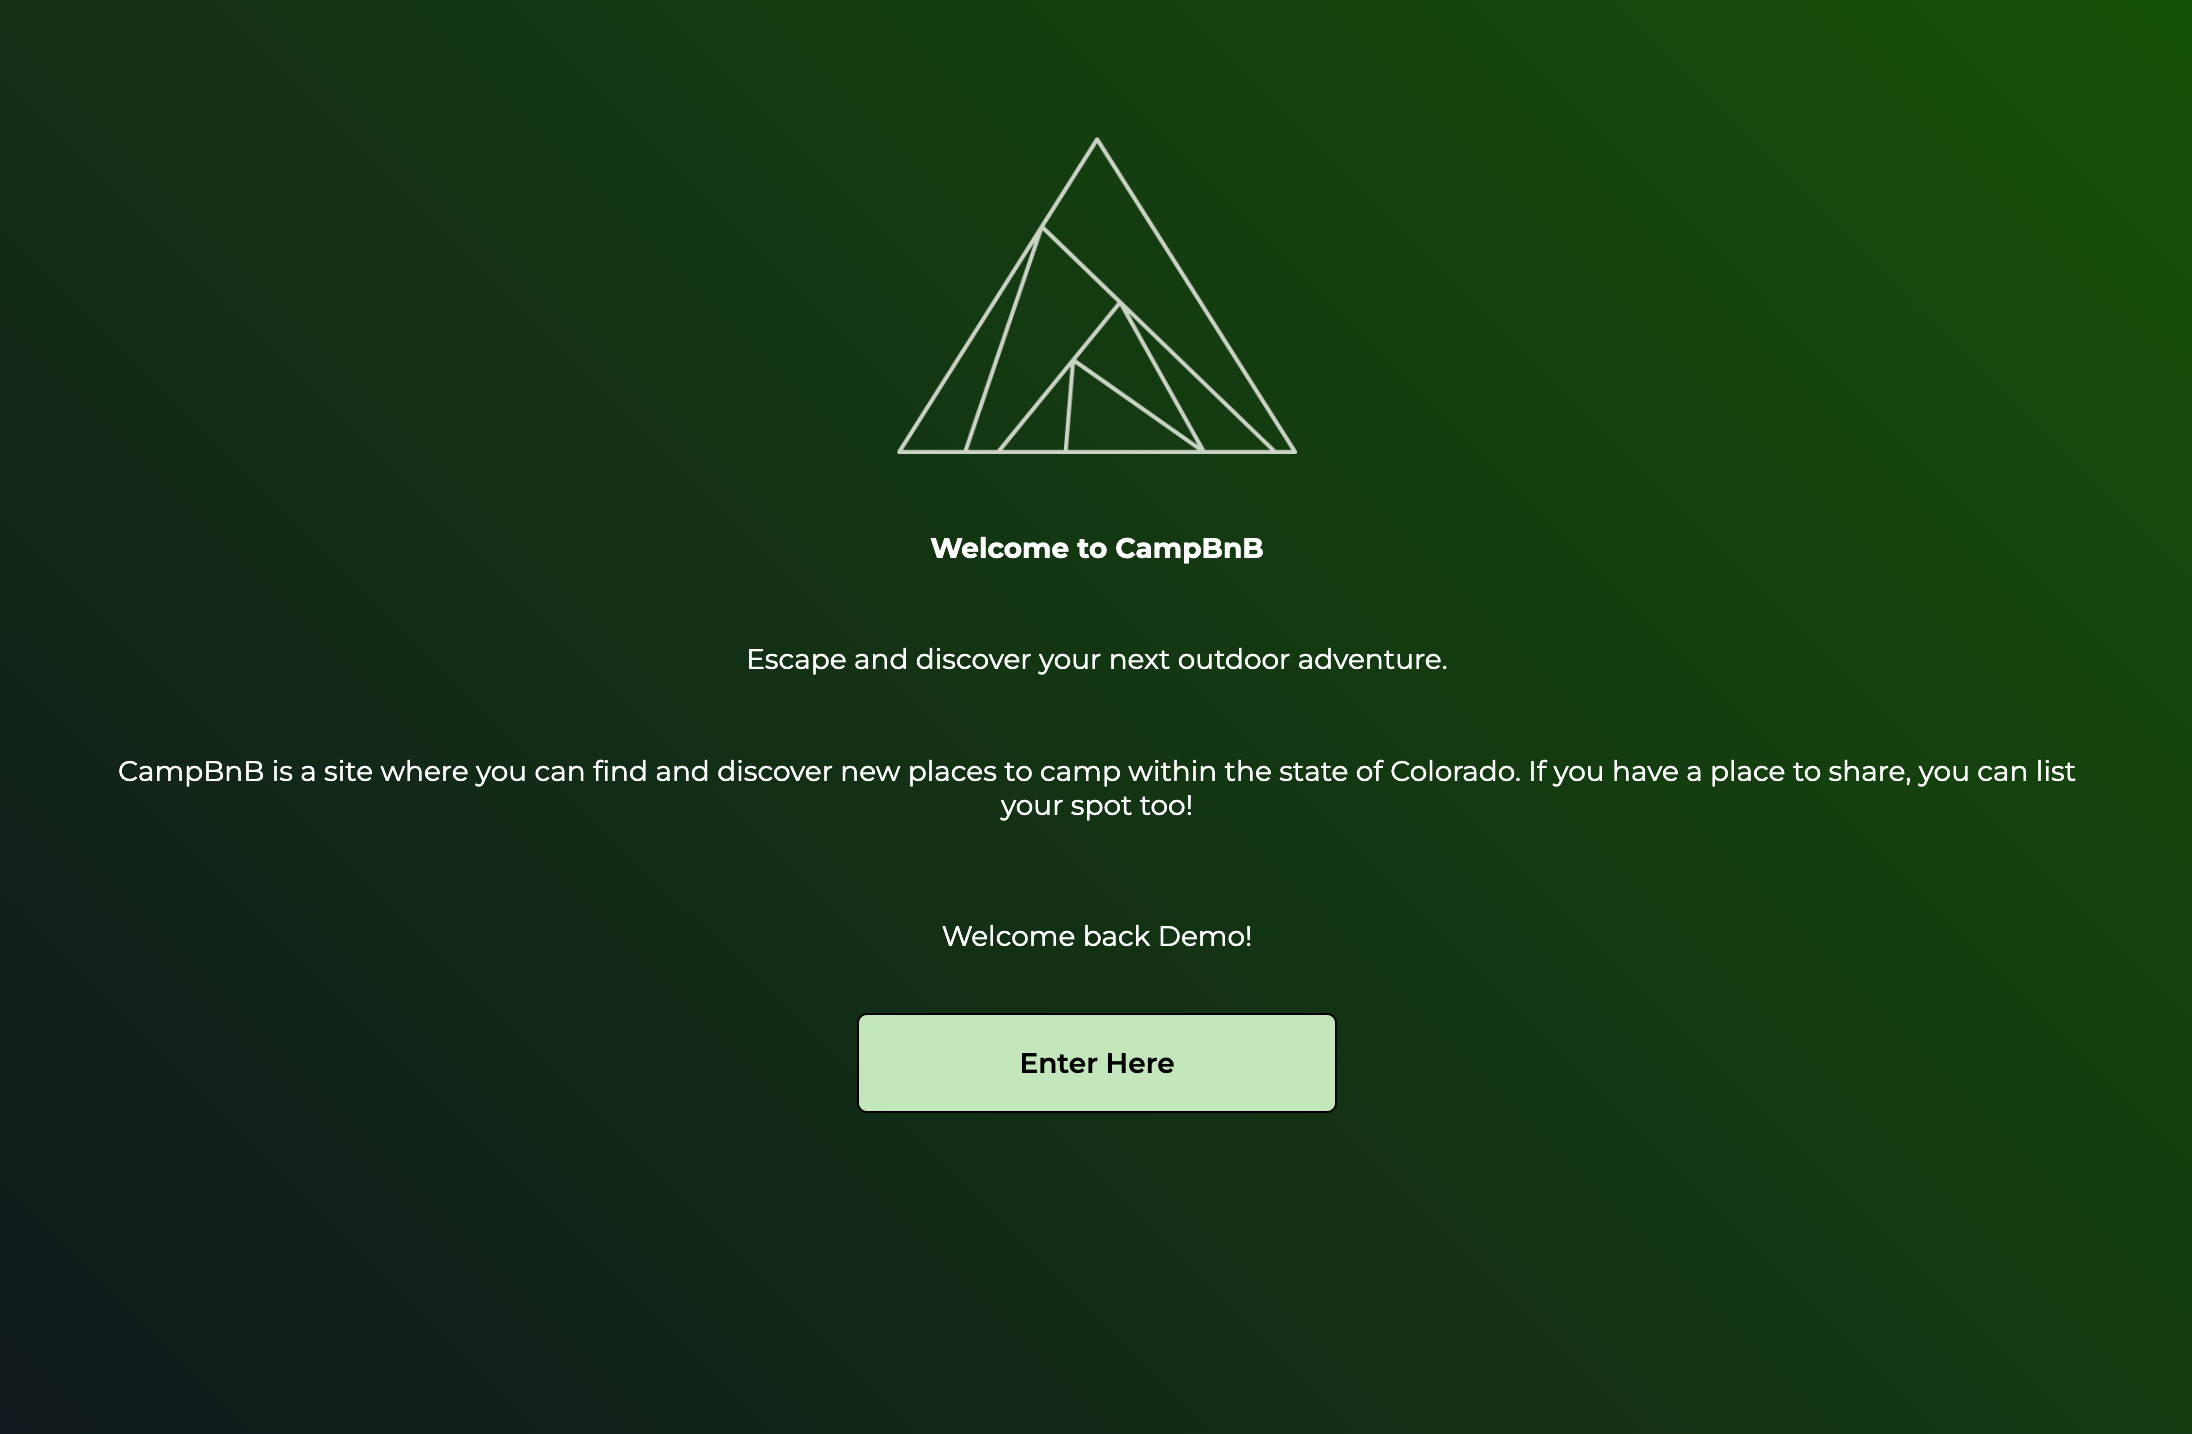 Welcome to CampBnB
Escape and discover your next outdoor adventure.
CampBnB is a site where you can find and discover new places to camp within the state of Colorado. If you have a place to share, you can list
your spot too!
Welcome back Demo!
Enter Here